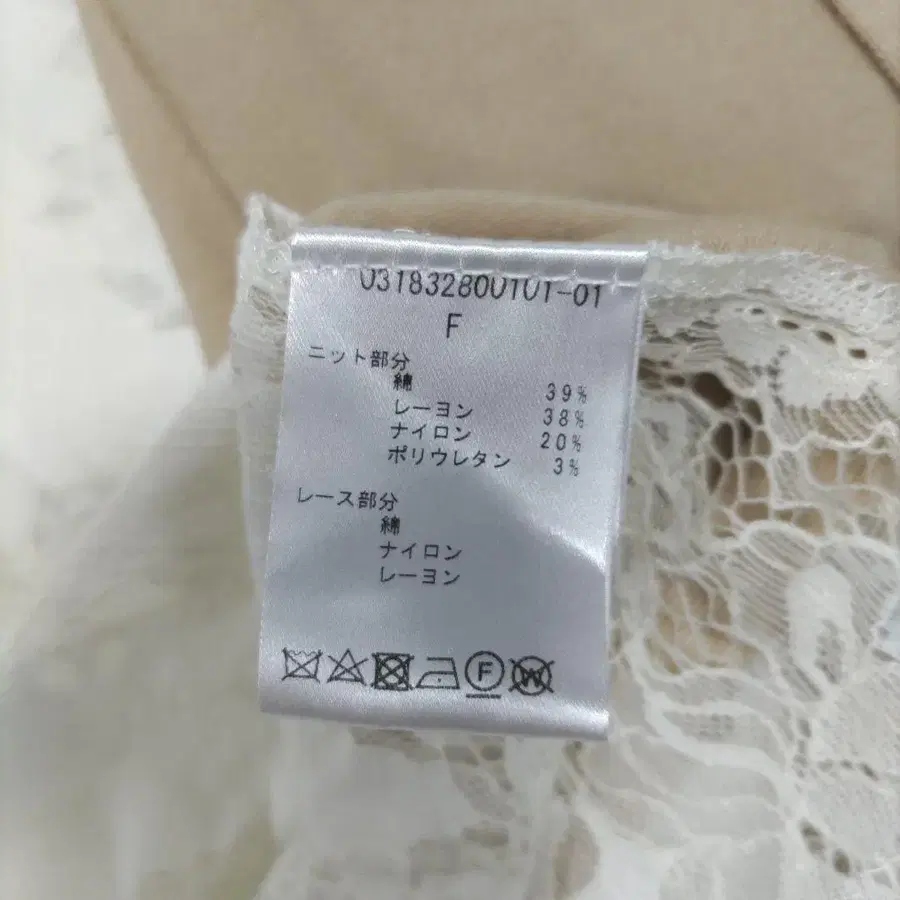 031832800101-01
F
ニット部分
綿 39%
レーヨン 38%
ナイロン 20%
ポリウレタン 3%
レース部分
綿
ナイロン
レーヨン
F W